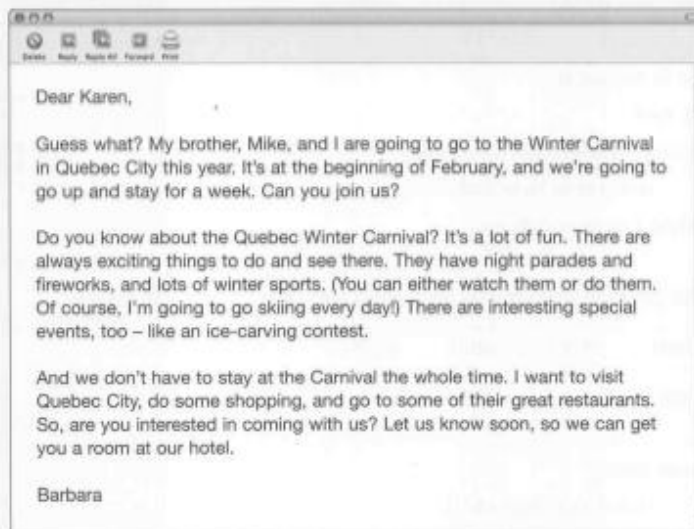 Delete Reply Reply All Forward Print
Dear Karen,
Guess what? My brother, Mike, and I are going to go to the Winter Carnival
in Quebec City this year. It's at the beginning of February, and we're going to
go up and stay for a week. Can you join us?
Do you know about the Quebec Winter Carnival? It's a lot of fun. There are
always exciting things to do and see there. They have night parades and
fireworks, and lots of winter sports. (You can either watch them or do them.
Of course, I'm going to go skiing every day!) There are interesting special
events, too – like an ice-carving contest.
And we don't have to stay at the Carnival the whole time. I want to visit
Quebec City, do some shopping, and go to some of their great restaurants.
So, are you interested in coming with us? Let us know soon, so we can get
you a room at our hotel.
Barbara